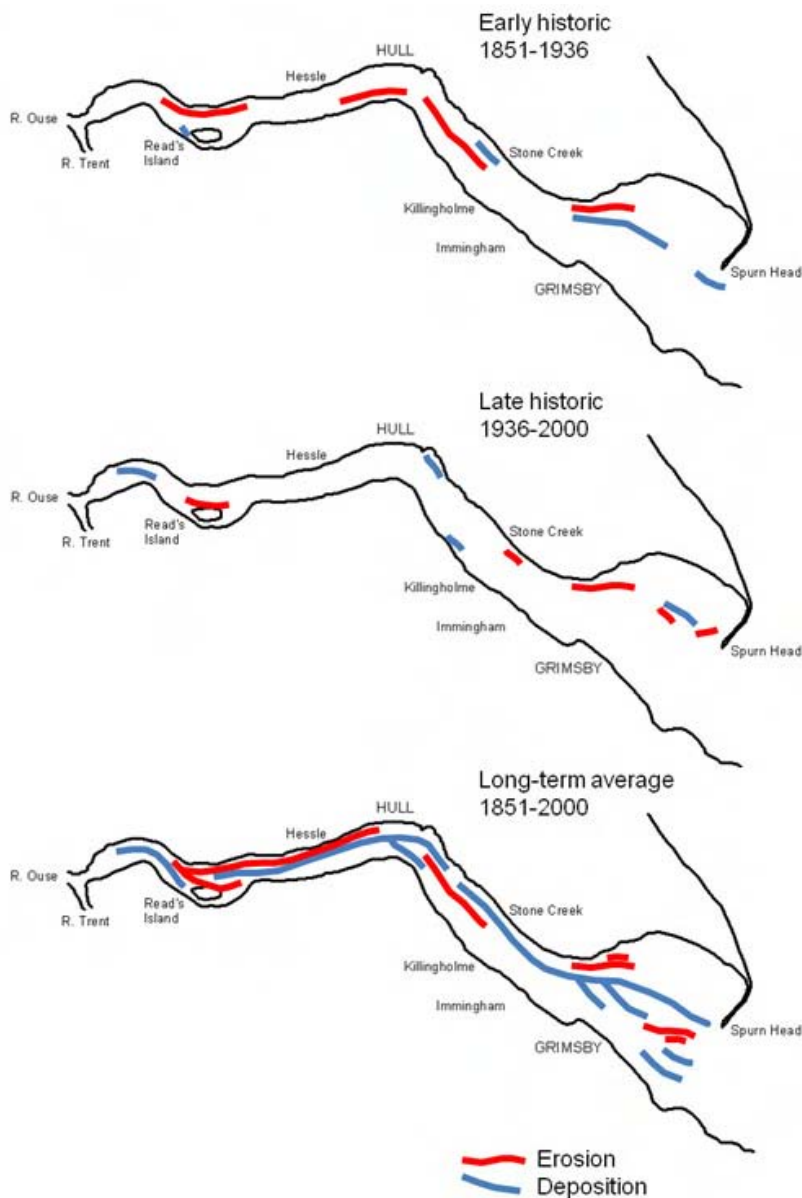 Early historic
1851-1936
HULL
Hessle
R. Ouse
R. Trent
Read's
Island
Stone Creek
Killingholme
Immingham
GRIMSBY
Spurn Head
Late historic
1936-2000
HULL
Hessle
R. Ouse
R. Trent
Read's
Island
Stone Creek
Killingholme
Immingham
GRIMSBY
Spurn Head
Long-term average
1851-2000
HULL
Hessle
R. Ouse
R. Trent
Read's
Island
Stone Creek
Killingholme
Immingham
GRIMSBY
Spurn Head
Erosion
Deposition